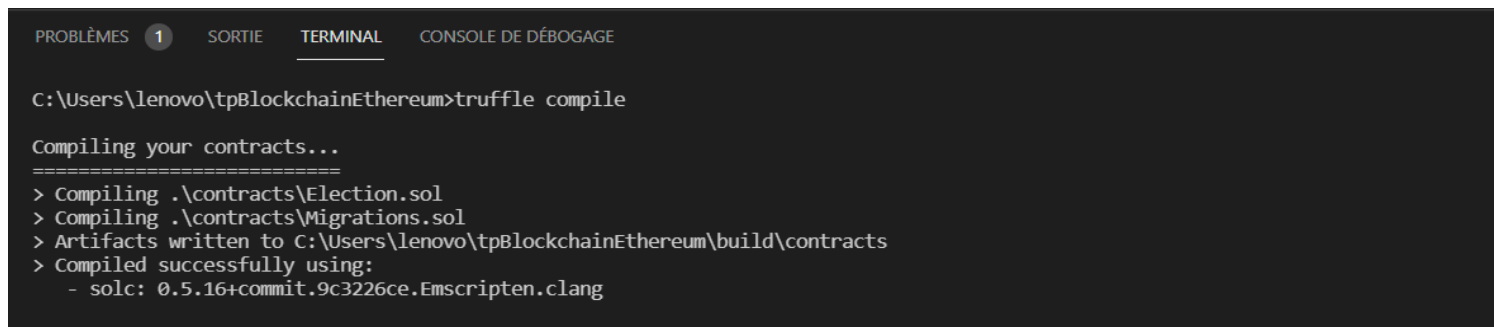 PROBLÈMES 1 SORTIE TERMINAL CONSOLE DE DÉBOGAGE
C:\Users\lenovo\tpBlockchainEthereum>truffle compile
Compiling your contracts...
===========================
> Compiling .\contracts\Election.sol
> Compiling .\contracts\Migrations.sol
> Artifacts written to C:\Users\lenovo\tpBlockchainEthereum\build\contracts
> Compiled successfully using:
- solc: 0.5.16+commit.9c3226ce.Emscripten.clang